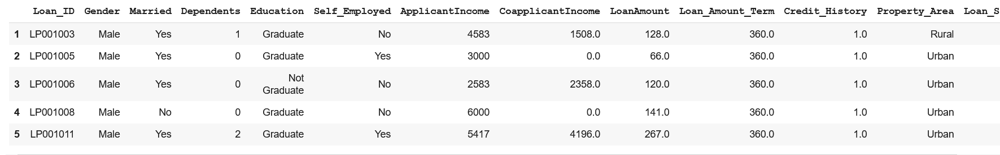 Loan_ID Gender Married Dependents Education Self_Employed ApplicantIncome CoapplicantIncome LoanAmount Loan_Amount_Term Credit_History Property_Area Loan_S
1 LP001003 Male Yes 1 Graduate No 4583 1508.0 128.0 360.0 1.0 Rural
2 LP001005 Male Yes 0 Graduate Yes 3000 0.0 66.0 360.0 1.0 Urban
3 LP001006 Male Yes 0 Not Graduate No 2583 2358.0 120.0 360.0 1.0 Urban
4 LP001008 Male No 0 Graduate No 6000 0.0 141.0 360.0 1.0 Urban
5 LP001011 Male Yes 2 Graduate Yes 5417 4196.0 267.0 360.0 1.0 Urban